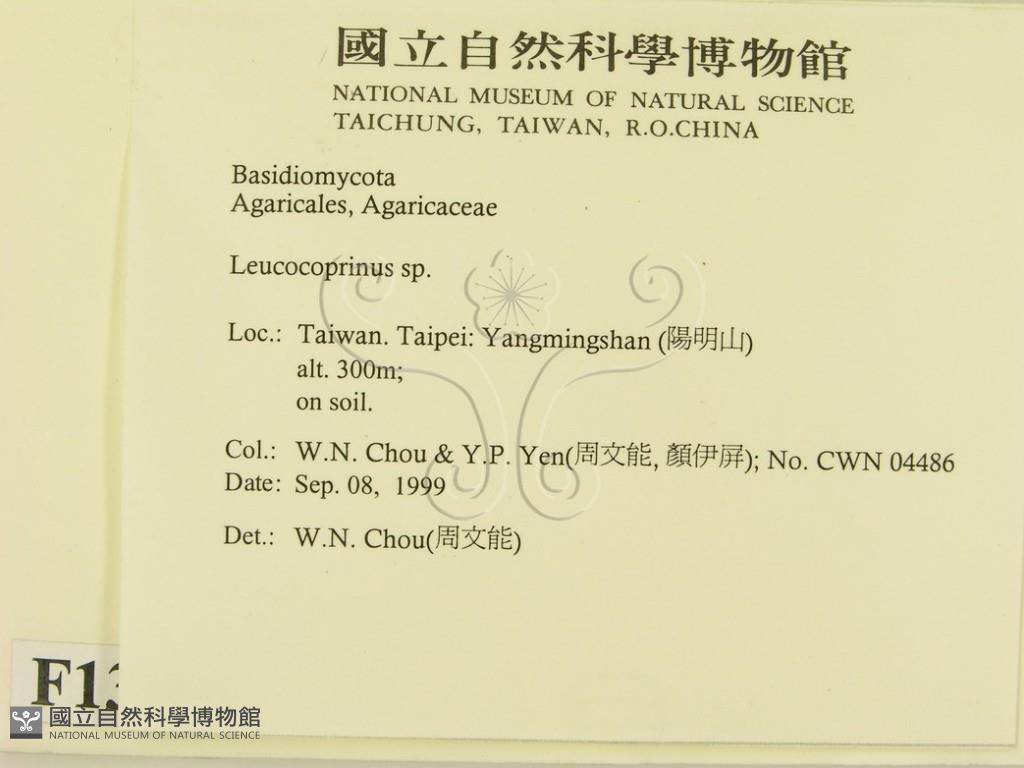 國立自然科學博物館
NATIONAL MUSEUM OF NATURAL SCIENCE
TAICHUNG, TAIWAN, R.O.CHINA
Basidiomycota
Agaricales, Agaricaceae
Leucocoprinus sp.
Loc.: Taiwan. Taipei: Yangmingshan (陽明山)
alt. 300m;
on soil.
Col.: W.N. Chou & Y.P. Yen(周文能, 顏伊屏); No. CWN 04486
Date: Sep. 08, 1999
Det.: W.N. Chou(周文能)
國立自然科學博物館
NATIONAL MUSEUM OF NATURAL SCIENCE